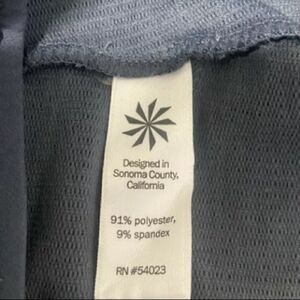 Designed in
Sonoma County,
California
91% polyester,
9% spandex
RN #54023